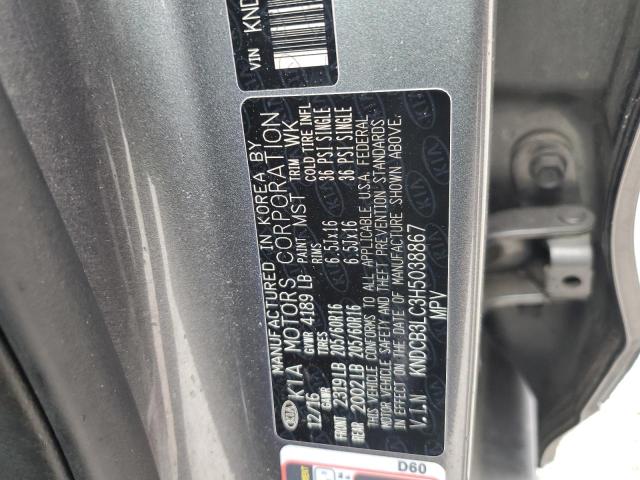 VIN KND
MANUFACTURED IN KOREA BY
KIA MOTORS CORPORATION
12/16 GVWR 4189 LB PAINT MST TRIM WK
GAWR TIRES RIMS COLD TIRE INFL
FRONT 2319 LB 205/60R16 6.5Jx16 36 PSI SINGLE
REAR 2002 LB 205/60R16 6.5Jx16 36 PSI SINGLE
THIS VEHICLE CONFORMS TO ALL APPLICABLE U.S.A. FEDERAL
MOTOR VEHICLE SAFETY AND THEFT PREVENTION STANDARDS
IN EFFECT ON THE DATE OF MANUFACTURE SHOWN ABOVE.
V.I.N KNDCB3LC3H5038867
MPV
D60